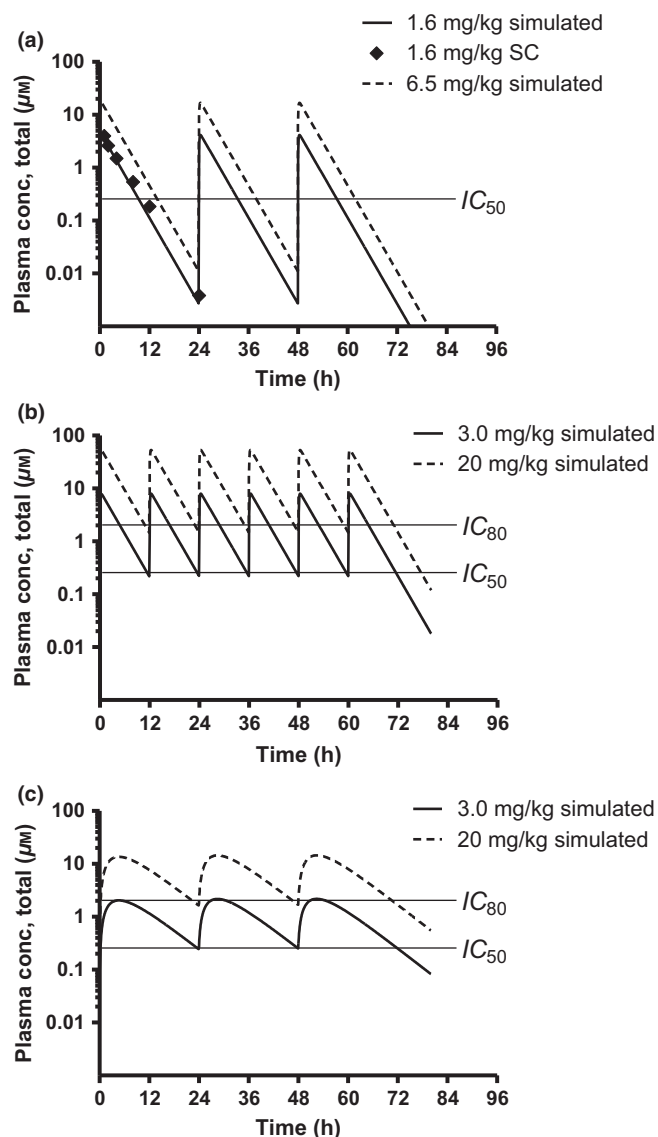 (a)
1.6 mg/kg simulated
1.6 mg/kg SC
6.5 mg/kg simulated
Plasma conc, total (µM)
100
10
1
0.1
0.01
IC50
0 12 24 36 48 60 72 84 96
Time (h)
(b)
3.0 mg/kg simulated
20 mg/kg simulated
Plasma conc, total (µM)
100
10
1
0.1
0.01
IC80
IC50
0 12 24 36 48 60 72 84 96
Time (h)
(c)
3.0 mg/kg simulated
20 mg/kg simulated
Plasma conc, total (µM)
100
10
1
0.1
0.01
IC80
IC50
0 12 24 36 48 60 72 84 96
Time (h)